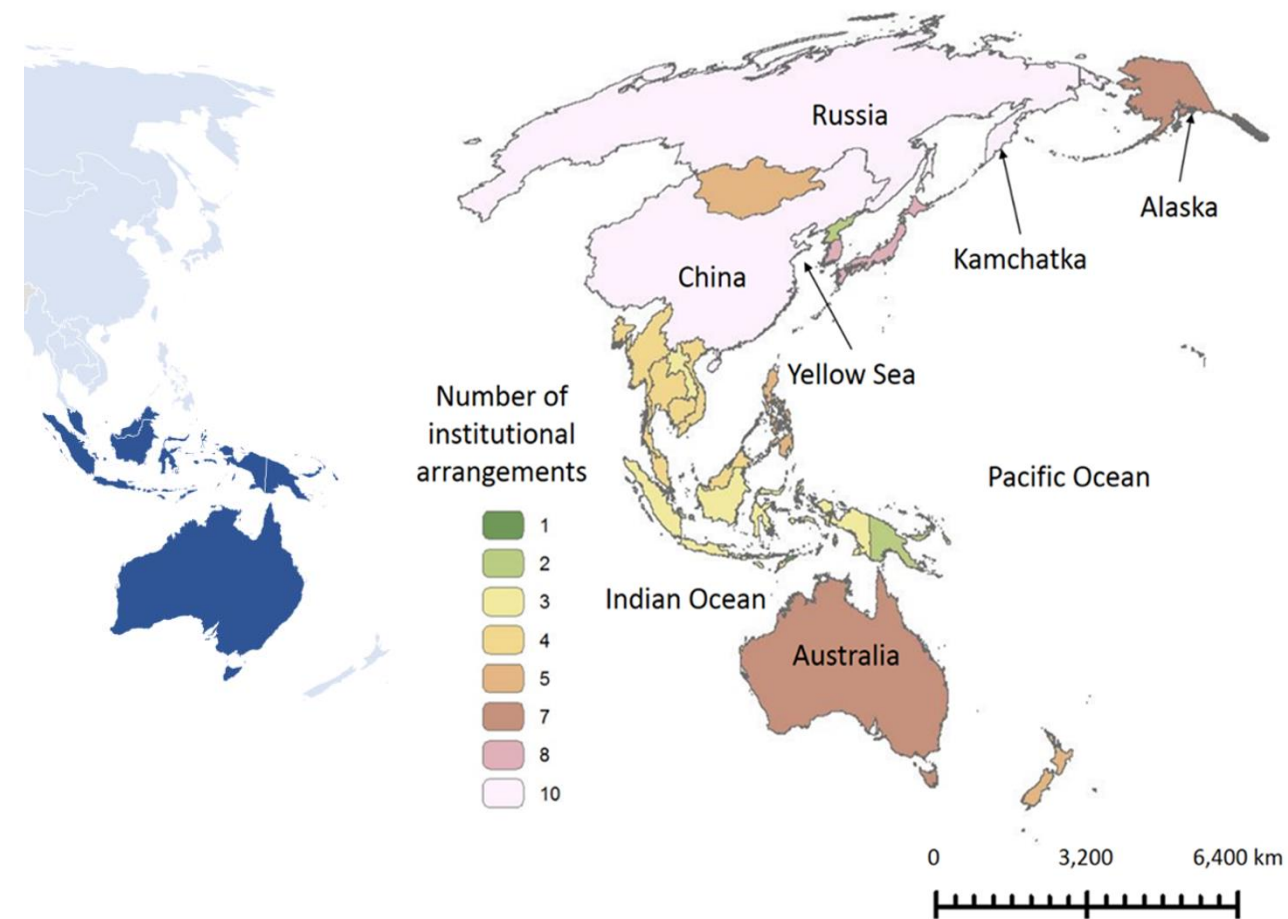 Russia
Alaska
Kamchatka
China
Yellow Sea
Number of
institutional
arrangements
1
2
3
4
5
7
8
10
Pacific Ocean
Indian Ocean
Australia
0 3,200 6,400 km